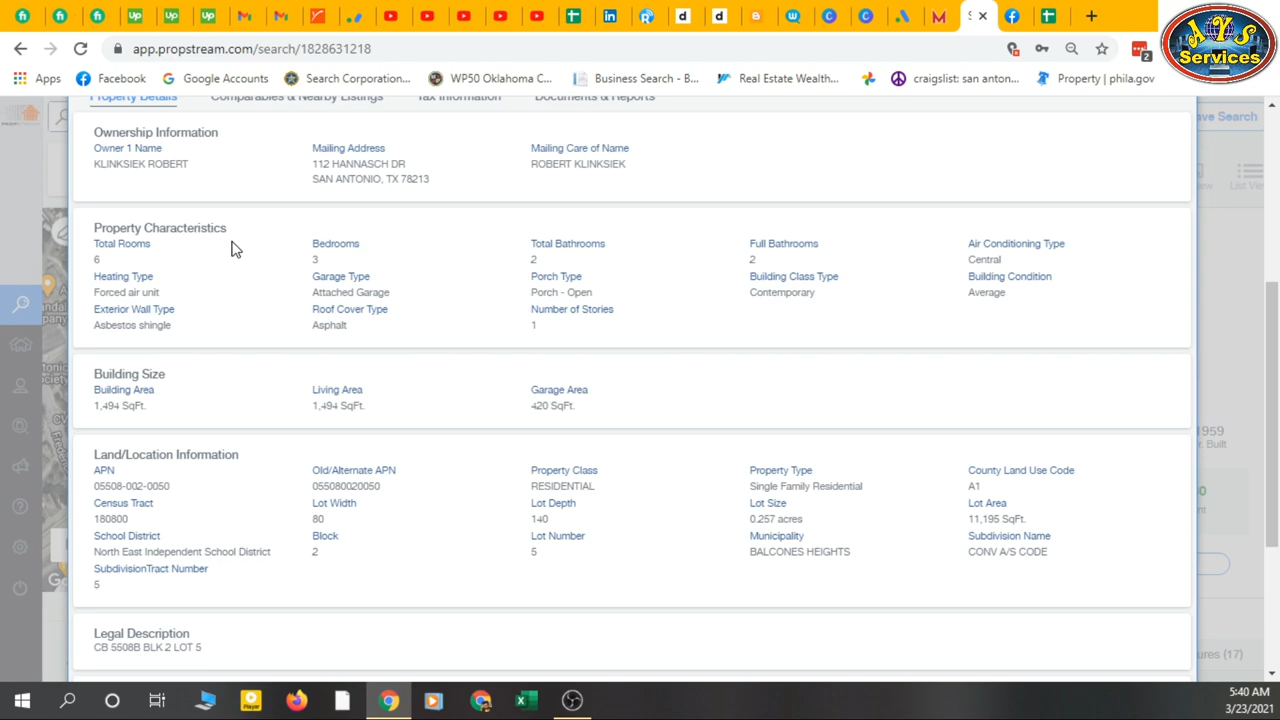 app.propstream.com/search/1828631218
Apps
Facebook
Google Accounts
Search Corporation...
WP50 Oklahoma C...
Business Search - B...
Real Estate Wealth...
craigslist: san anton...
Property | phila.gov
2
AYS
Services
Property Details
Comparables & Nearby Listings
Tax Information
Documents & Reports
ve Search
Ownership Information
Owner 1 Name
Mailing Address
Mailing Care of Name
KLINKSIEK ROBERT
112 HANNASCH DR
ROBERT KLINKSIEK
SAN ANTONIO, TX 78213
List Vie
Property Characteristics
Total Rooms
Bedrooms
Total Bathrooms
Full Bathrooms
Air Conditioning Type
6
3
2
2
Central
Heating Type
Garage Type
Porch Type
Building Class Type
Building Condition
Forced air unit
Attached Garage
Porch - Open
Contemporary
Average
Exterior Wall Type
Roof Cover Type
Number of Stories
Asbestos shingle
Asphalt
1
Building Size
Building Area
Living Area
Garage Area
1,494 SqFt.
1,494 SqFt.
420 SqFt.
1959
r. Built
Land/Location Information
APN
Old/Alternate APN
Property Class
Property Type
County Land Use Code
05508-002-0050
055080020050
RESIDENTIAL
Single Family Residential
A1
Census Tract
Lot Width
Lot Depth
Lot Size
Lot Area
180800
80
140
0.257 acres
11,195 SqFt.
School District
Block
Lot Number
Municipality
Subdivision Name
North East Independent School District
2
5
BALCONES HEIGHTS
CONV A/S CODE
SubdivisionTract Number
5
Legal Description
CB 5508B BLK 2 LOT 5
ures (17)
5:40 AM
3/23/2021